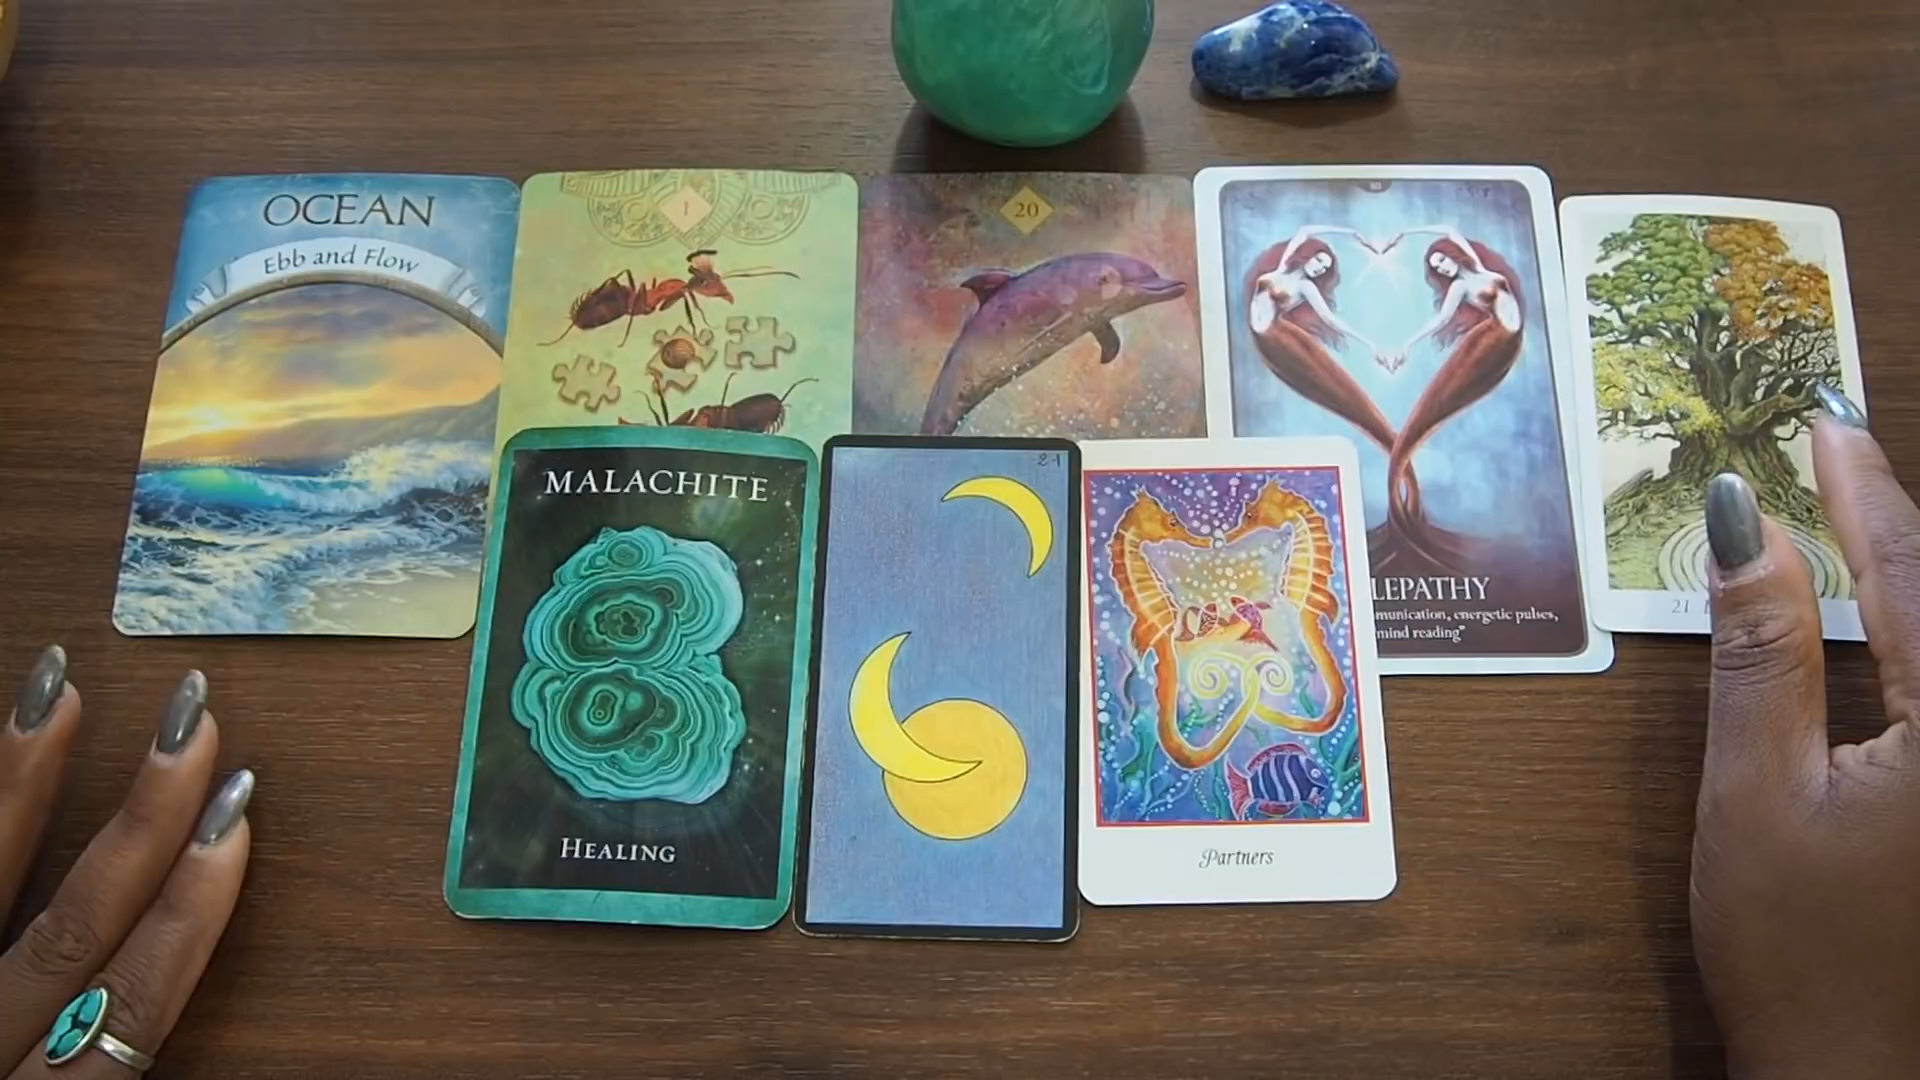 OCEAN
Ebb and Flow
1
20
LEPATHY
munication, energetic pulses,
mind reading"
21
MALACHITE
HEALING
21
Partners